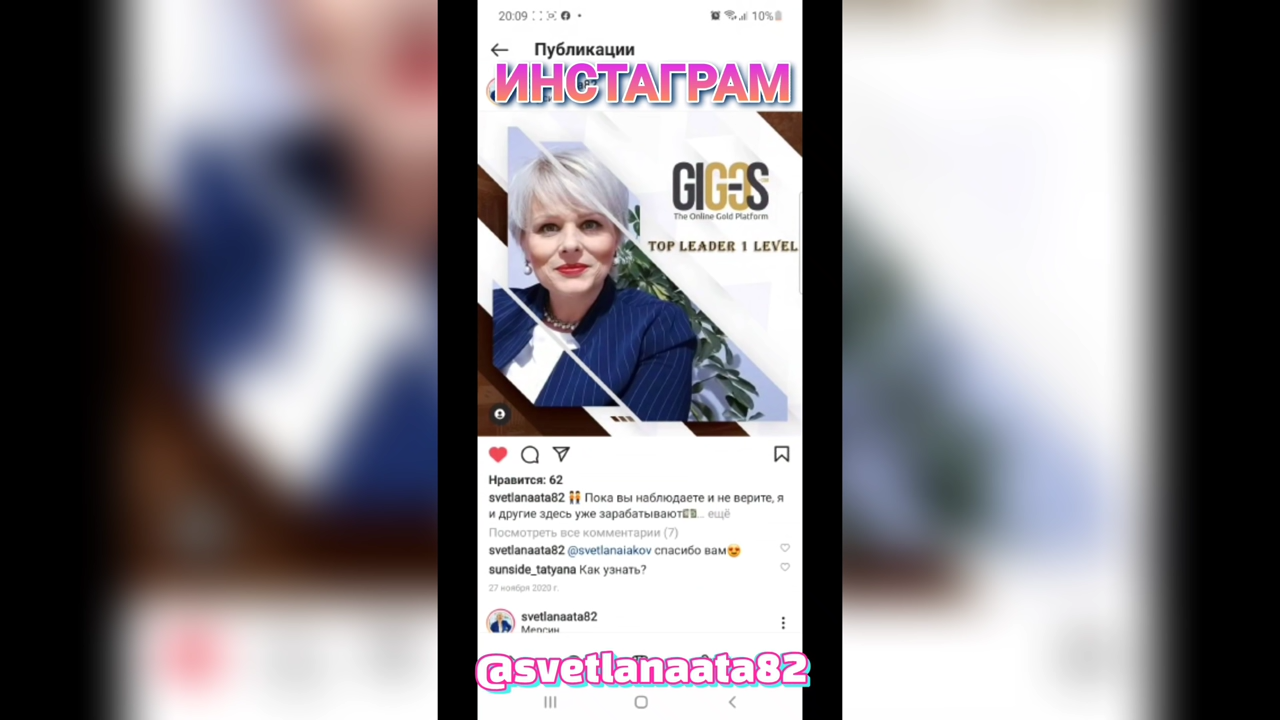 20:09
10%
Публикации
ИНСТАГРАМ
GIG-OS
The Online Gold Platform
TOP LEADER 1 LEVEL
Нравится: 62
svetlanaata82 👯 Пока вы наблюдаете и не верите, я
и другие здесь уже зарабатывают💵... ещё
Посмотреть все комментарии (7)
svetlanaata82 @svetlanaiakov спасибо вам😍
sunside_tatyana Как узнать?
27 ноября 2020 г.
svetlanaata82
Мерсин
@svetlanaata82